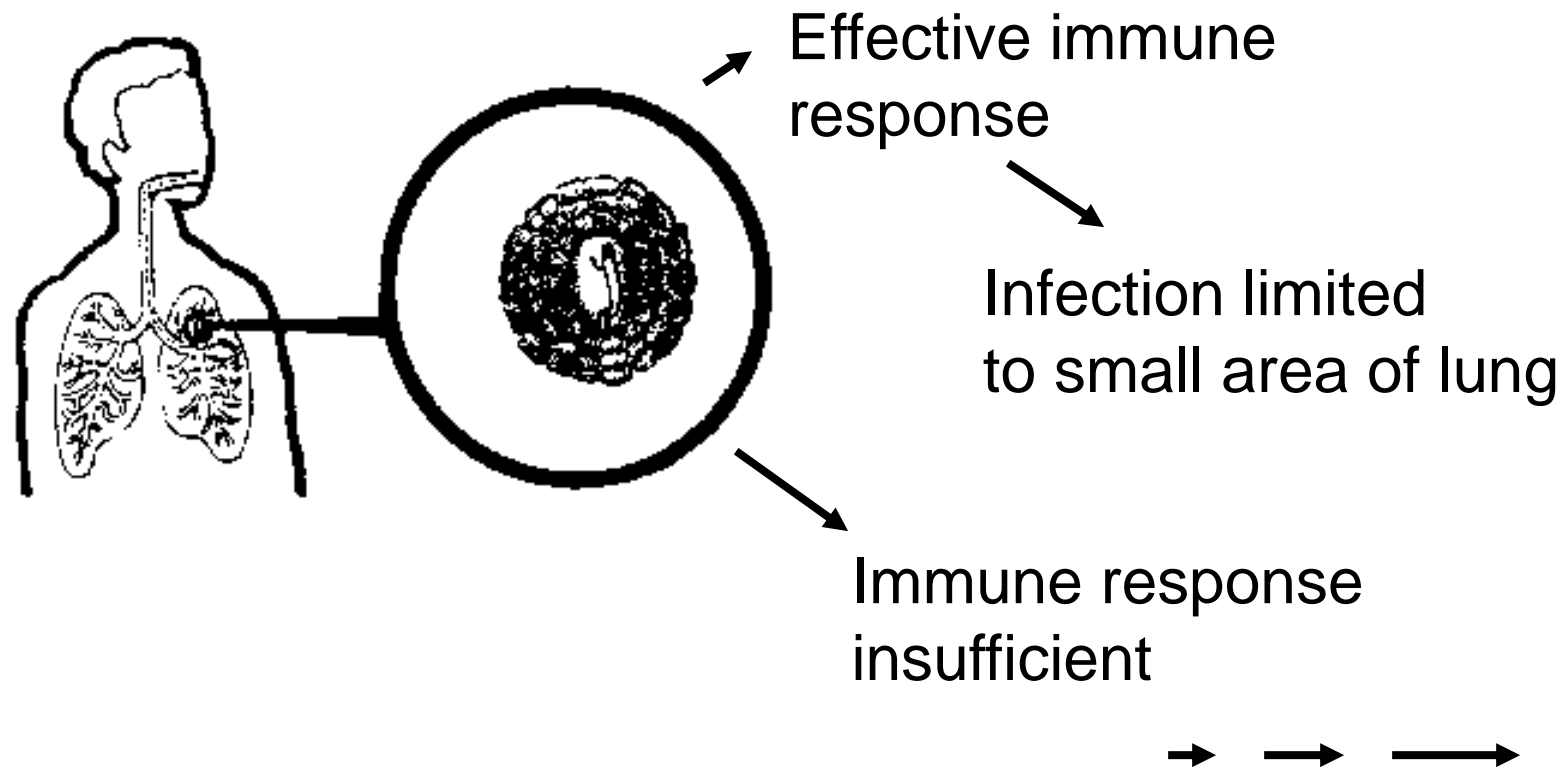 Effective immune
response
Infection limited
to small area of lung
Immune response
insufficient